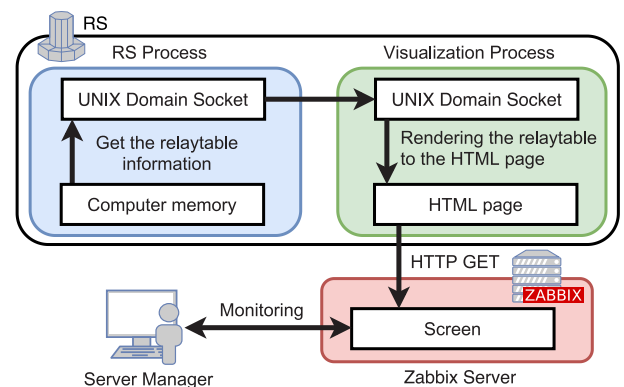 RS
RS Process
Visualization Process
UNIX Domain Socket
UNIX Domain Socket
Get the relaytable
information
Rendering the relaytable
to the HTML page
Computer memory
HTML page
HTTP GET
ZABBIX
Monitoring
Screen
Server Manager
Zabbix Server